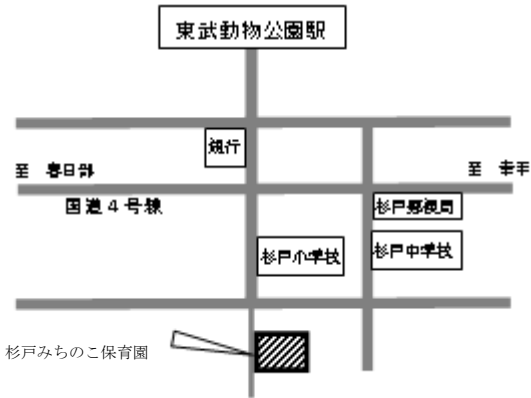 東武動物公園駅
銀行
至 春日部
至 幸手
国道4号線
杉戸郵便局
杉戸小学校
杉戸中学校
杉戸みちのこ保育園